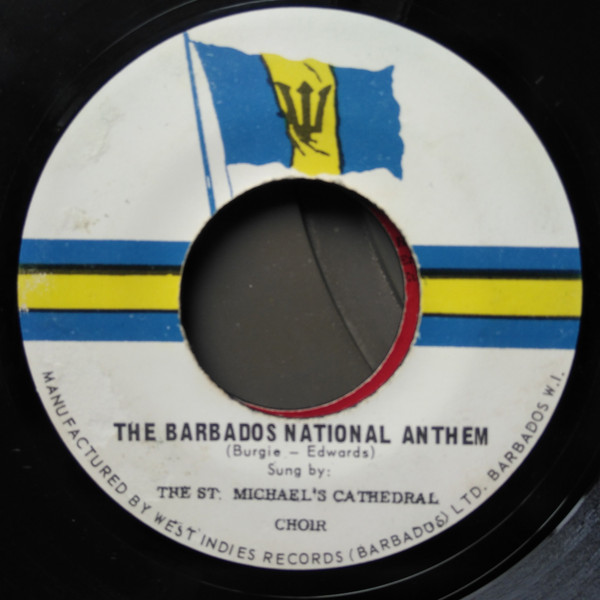 THE BARBADOS NATIONAL ANTHEM
(Burgie – Edwards)
Sung by:
THE ST. MICHAEL'S CATHEDRAL
CHOIR
MANUFACTURED BY WEST INDIES RECORDS (BARBADOS) LTD. BARBADOS W.I.